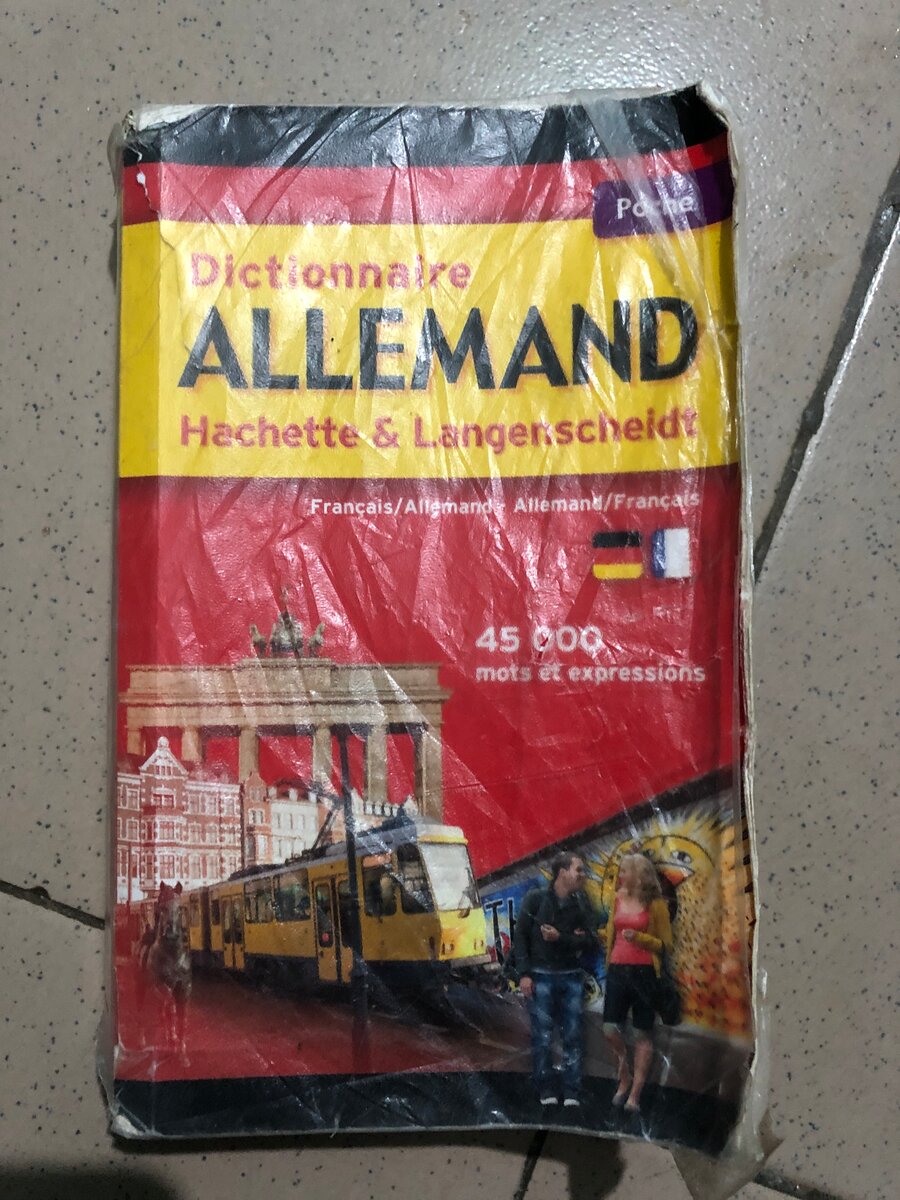 Poche
Dictionnaire
ALLEMAND
Hachette & Langenscheidt
Français/Allemand - Allemand/Français
45 000
mots et expressions